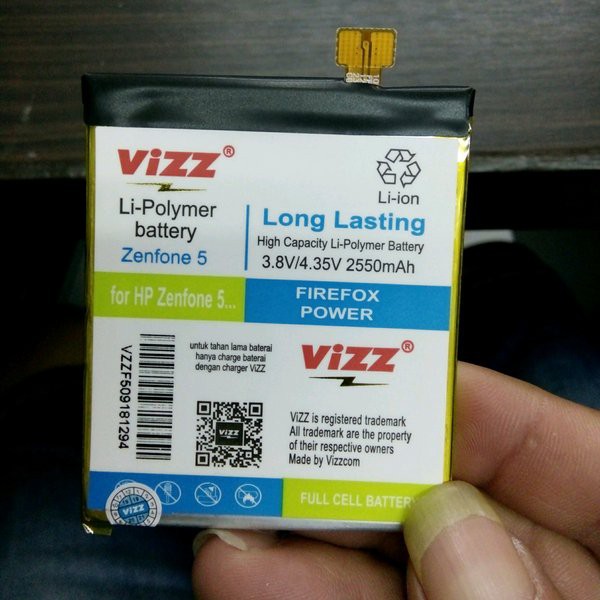 ViZZ®
Li-Polymer
battery
Zenfone 5
Li-ion
Long Lasting
High Capacity Li-Polymer Battery
3.8V/4.35V 2550mAh
for HP Zenfone 5...
FIREFOX
POWER
VZZF509181294
untuk tahan lama baterai
hanya charge baterai
dengan charger ViZZ
ViZZ
ViZZ®
ViZZ is registered trademark
All trademark are the property
of their respective owners
Made by Vizzcom
ViZZ
FULL CELL BATTERY